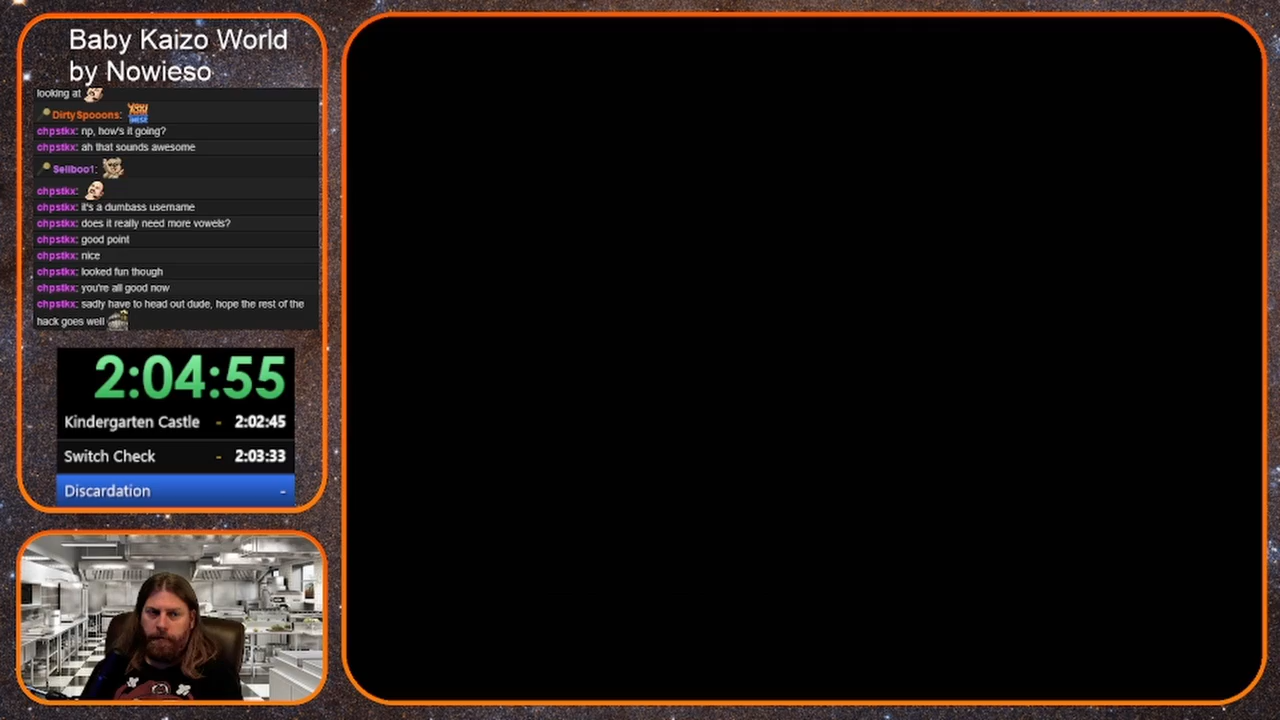 Baby Kaizo World
by Nowieso
looking at
DirtySpooons:
chpstkx: np, how's it going?
chpstkx: ah that sounds awesome
Sellboo1:
chpstkx:
chpstkx: it's a dumbass username
chpstkx: does it really need more vowels?
chpstkx: good point
chpstkx: nice
chpstkx: looked fun though
chpstkx: you're all good now
chpstkx: sadly have to head out dude, hope the rest of the
hack goes well
2:04:55
Kindergarten Castle - 2:02:45
Switch Check - 2:03:33
Discardation -